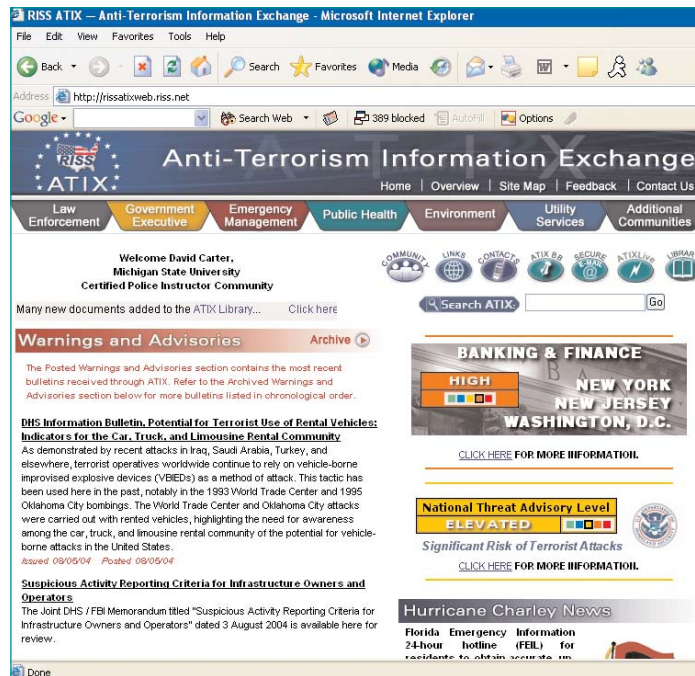 RISS ATIX — Anti-Terrorism Information Exchange - Microsoft Internet Explorer
File Edit View Favorites Tools Help
Back Search Favorites Media
Address http://rissatixweb.riss.net
Google Search Web 389 blocked AutoFill Options
RISS
ATIX
Anti-Terrorism Information Exchange
Home | Overview | Site Map | Feedback | Contact Us
Law Enforcement
Government Executive
Emergency Management
Public Health
Environment
Utility Services
Additional Communities
Welcome David Carter,
Michigan State University
Certified Police Instructor Community
COMMUNITY LINKS CONTACTS ATIX BB SECURE E-MAIL ATIXLive LIBRAR
Many new documents added to the ATIX Library... Click here
Search ATIX: Go
Warnings and Advisories Archive
The Posted Warnings and Advisories section contains the most recent
bulletins received through ATIX. Refer to the Archived Warnings and
Advisories section below for more bulletins listed in chronological order.
DHS Information Bulletin, Potential for Terrorist Use of Rental Vehicles:
Indicators for the Car, Truck, and Limousine Rental Community
As demonstrated by recent attacks in Iraq, Saudi Arabia, Turkey, and
elsewhere, terrorist operatives worldwide continue to rely on vehicle-borne
improvised explosive devices (VBIEDs) as a method of attack. This tactic has
been used here in the past, notably in the 1993 World Trade Center and 1995
Oklahoma City bombings. The World Trade Center and Oklahoma City attacks
were carried out with rented vehicles, highlighting the need for awareness
among the car, truck, and limousine rental community of the potential for vehicle-
borne attacks in the United States.
Issued 08/05/04 Posted 08/05/04
Suspicious Activity Reporting Criteria for Infrastructure Owners and
Operators
The Joint DHS / FBI Memorandum titled "Suspicious Activity Reporting Criteria for
Infrastructure Owners and Operators" dated 3 August 2004 is available here for
review.
BANKING & FINANCE
HIGH
NEW YORK
NEW JERSEY
WASHINGTON, D.C.
CLICK HERE FOR MORE INFORMATION.
National Threat Advisory Level
ELEVATED
Significant Risk of Terrorist Attacks
CLICK HERE FOR MORE INFORMATION.
Hurricane Charley News
Florida Emergency Information
24-hour hotline (FEIL) for
residents to obtain accurate up
Done